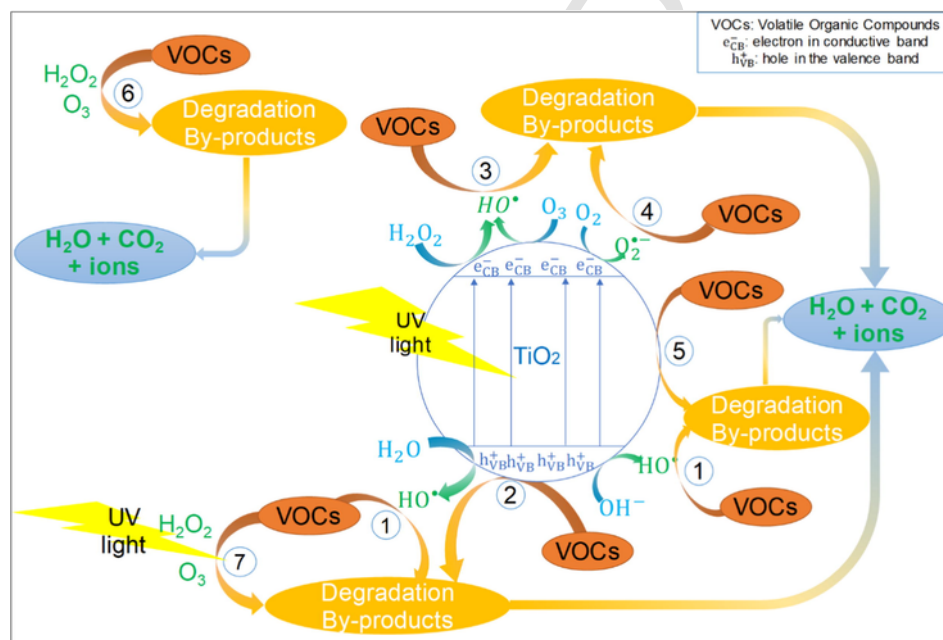 VOCs: Volatile Organic Compounds
e⁻CB: electron in conductive band
h⁺VB: hole in the valence band
VOCs
H₂O₂
O₃
6
Degradation
By-products
H₂O + CO₂
+ ions
Degradation
By-products
VOCs
3
4
VOCs
HO•
O₃
O₂
H₂O₂
O₂•⁻
e⁻CB e⁻CB e⁻CB e⁻CB
VOCs
UV
light
TiO₂
5
H₂O + CO₂
+ ions
Degradation
By-products
H₂O
h⁺VB h⁺VB h⁺VB h⁺VB
HO•
1
HO•
2
OH⁻
VOCs
UV
light
H₂O₂
VOCs
1
VOCs
7
O₃
Degradation
By-products